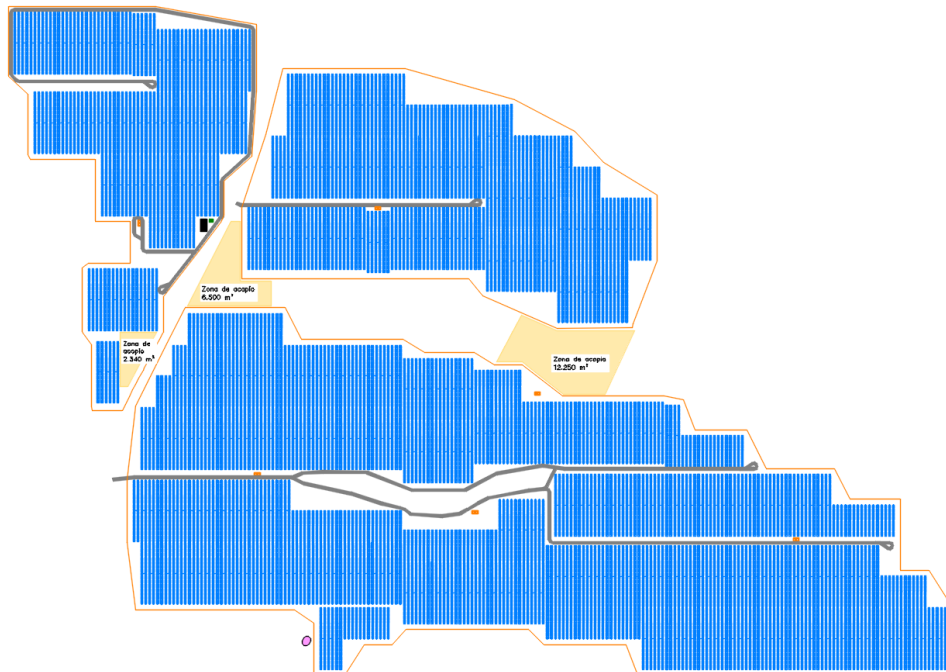 Zona de acopio
6.500 m²
Zona de
acopio
2.340 m²
Zona de acopio
12.250 m²